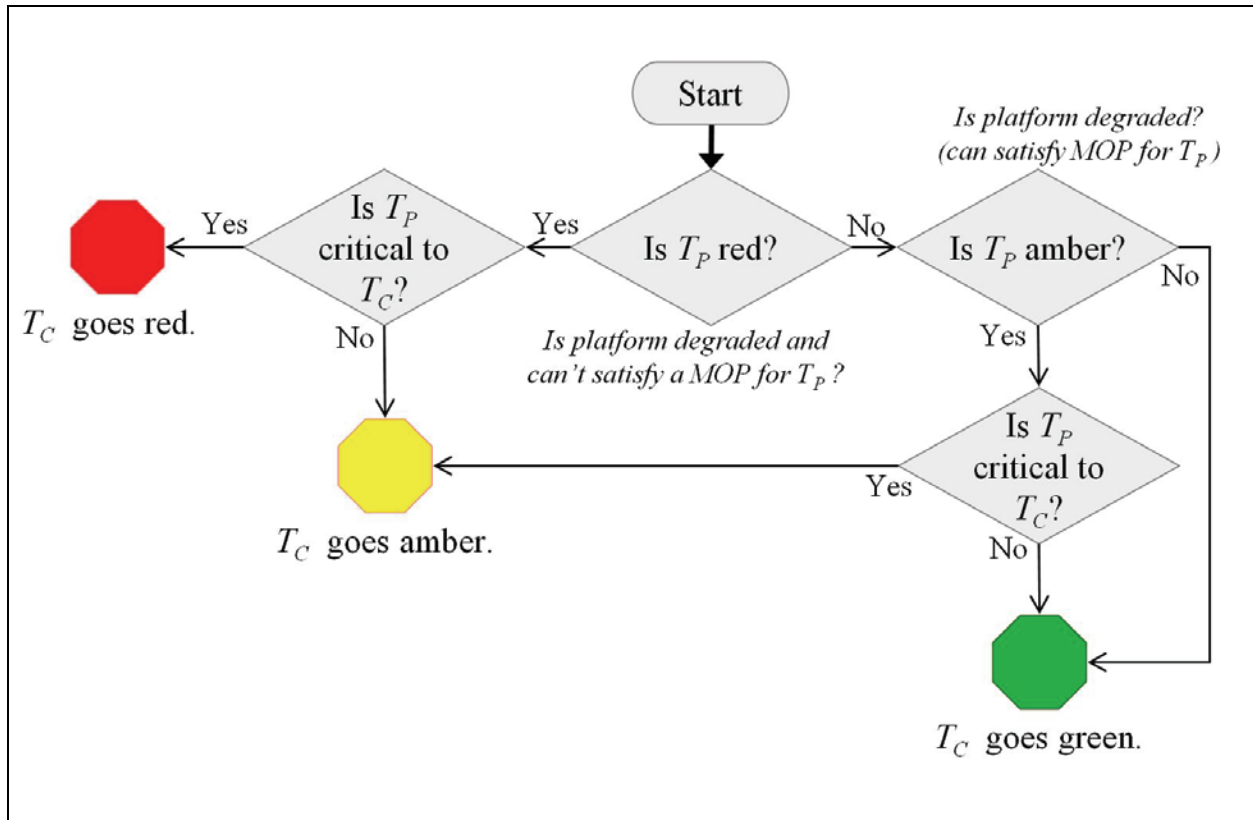 Start
Is platform degraded?
(can satisfy MOP for T_P )
Is T_P
critical to
T_C?
Yes
Yes
Is T_P red?
No
Is T_P amber?
No
T_C goes red.
No
Is platform degraded and
can't satisfy a MOP for T_P ?
Yes
Is T_P
critical to
T_C?
Yes
T_C goes amber.
No
T_C goes green.